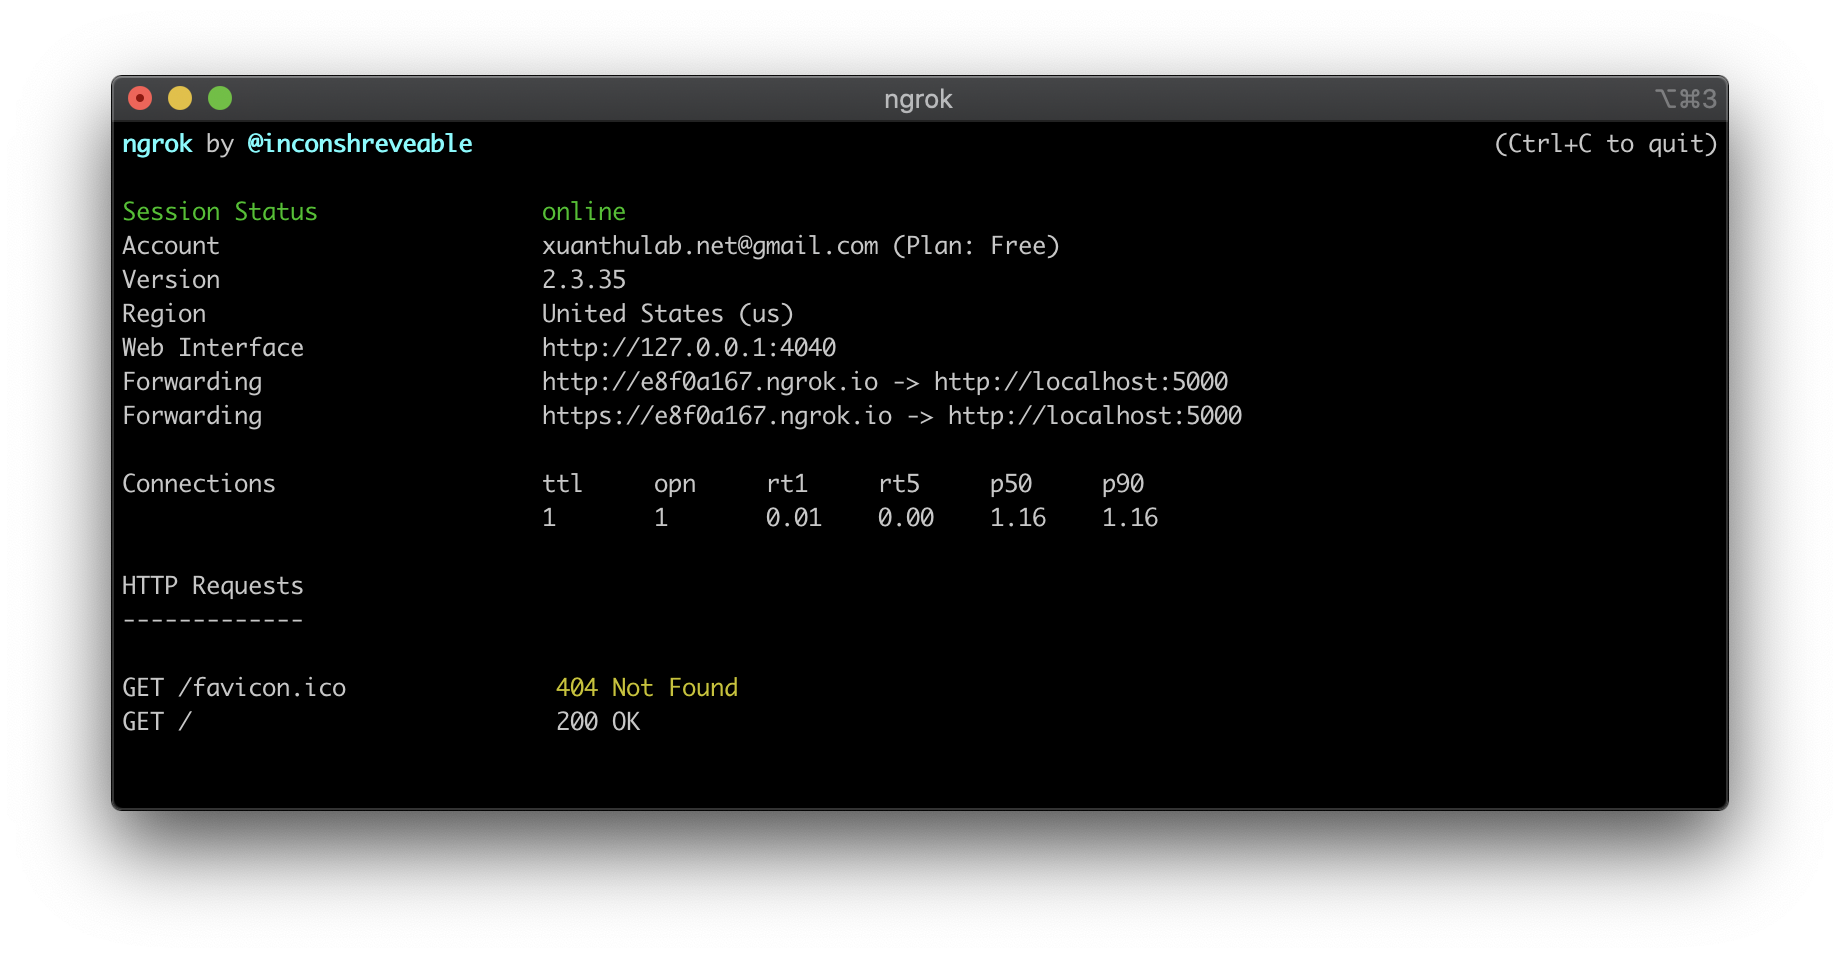 ngrok ⌥⌘3
ngrok by @inconshreveable (Ctrl+C to quit)
Session Status online
Account xuanthulab.net@gmail.com (Plan: Free)
Version 2.3.35
Region United States (us)
Web Interface http://127.0.0.1:4040
Forwarding http://e8f0a167.ngrok.io -> http://localhost:5000
Forwarding https://e8f0a167.ngrok.io -> http://localhost:5000
Connections ttl opn rt1 rt5 p50 p90
1 1 0.01 0.00 1.16 1.16
HTTP Requests
-------------
GET /favicon.ico 404 Not Found
GET / 200 OK